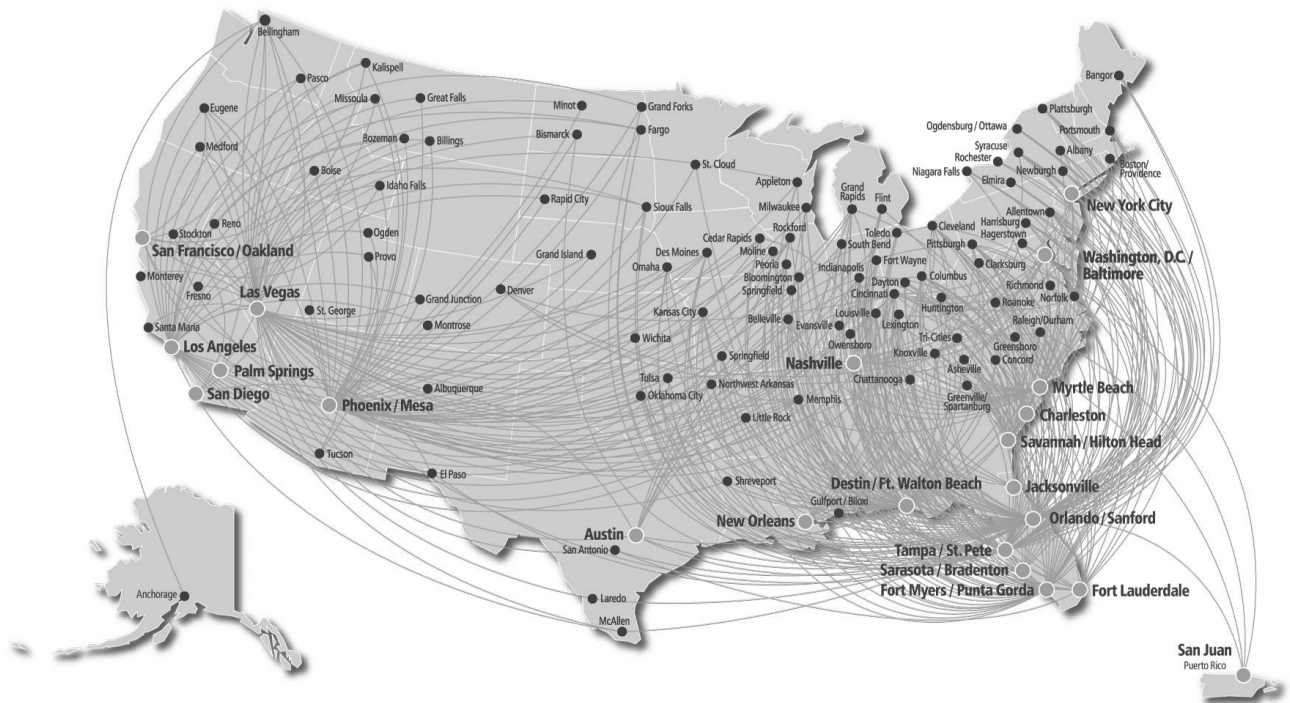 Bellingham
Kalispell
Pasco
Missoula
Great Falls
Minot
Grand Forks
Bangor
Eugene
Plattsburgh
Ogdensburg / Ottawa
Portsmouth
Medford
Bozeman
Billings
Bismarck
Fargo
Syracuse
Rochester
Albany
Boston/
Providence
Boise
St. Cloud
Niagara Falls
Newburgh
Elmira
Idaho Falls
Appleton
Grand
Rapids
Flint
Rapid City
Sioux Falls
Milwaukee
New York City
Allentown
Reno
Stockton
Ogden
Rockford
Cleveland
Harrisburg
Hagerstown
Toledo
San Francisco / Oakland
Cedar Rapids
South Bend
Pittsburgh
Provo
Grand Island
Des Moines
Moline
Fort Wayne
Clarksburg
Washington, D.C. /
Baltimore
Omaha
Peoria
Indianapolis
Monterey
Bloomington
Dayton
Columbus
Fresno
Las Vegas
Denver
Springfield
Cincinnati
Richmond
Norfolk
Grand Junction
Huntington
Roanoke
St. George
Kansas City
Louisville
Lexington
Belleville
Raleigh/Durham
Santa Maria
Montrose
Evansville
Owensboro
Tri-Cities
Greensboro
Wichita
Los Angeles
Springfield
Nashville
Knoxville
Asheville
Concord
Palm Springs
Tulsa
Northwest Arkansas
Chattanooga
Myrtle Beach
San Diego
Albuquerque
Oklahoma City
Memphis
Greenville/
Spartanburg
Phoenix / Mesa
Little Rock
Charleston
Savannah / Hilton Head
Tucson
El Paso
Shreveport
Destin / Ft. Walton Beach
Jacksonville
Gulfport / Biloxi
New Orleans
Orlando / Sanford
Austin
San Antonio
Tampa / St. Pete
Sarasota / Bradenton
Fort Myers / Punta Gorda
Fort Lauderdale
Anchorage
Laredo
McAllen
San Juan
Puerto Rico